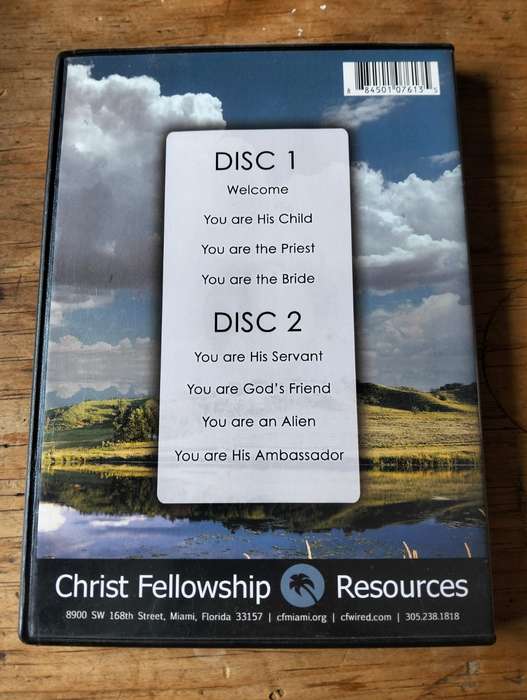 8 84501 07613 5
DISC 1
Welcome
You are His Child
You are the Priest
You are the Bride
DISC 2
You are His Servant
You are God's Friend
You are an Alien
You are His Ambassador
Christ Fellowship Resources
8900 SW 168th Street, Miami, Florida 33157 | cfmiami.org | cfwired.com | 305.238.1818